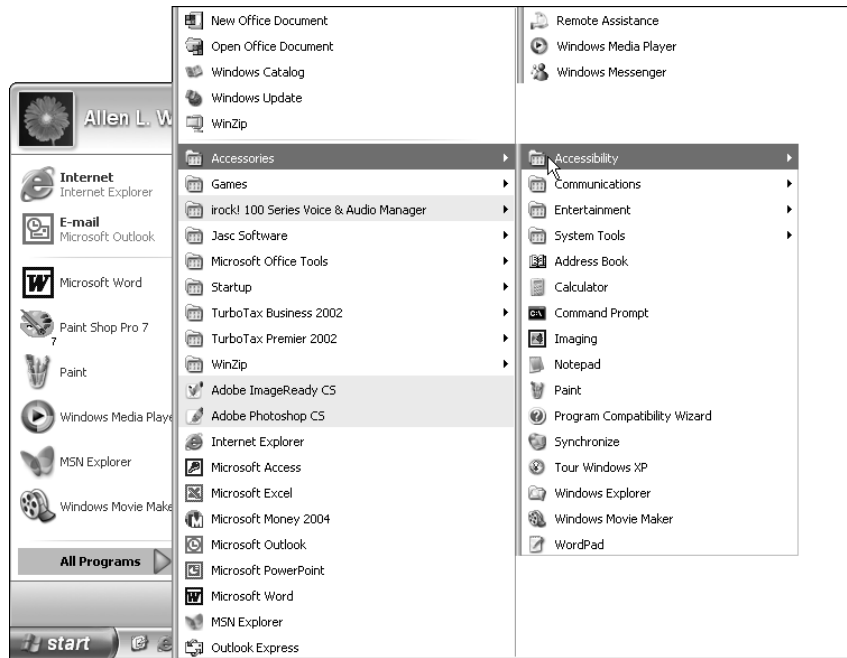 Allen L. W
Internet
Internet Explorer
E-mail
Microsoft Outlook
Microsoft Word
Paint Shop Pro 7
7
Paint
Windows Media Playe
MSN Explorer
Windows Movie Make
All Programs
start
New Office Document
Open Office Document
Windows Catalog
Windows Update
WinZip
Accessories
Games
irock! 100 Series Voice & Audio Manager
Jasc Software
Microsoft Office Tools
Startup
TurboTax Business 2002
TurboTax Premier 2002
WinZip
Adobe ImageReady CS
Adobe Photoshop CS
Internet Explorer
Microsoft Access
Microsoft Excel
Microsoft Money 2004
Microsoft Outlook
Microsoft PowerPoint
Microsoft Word
MSN Explorer
Outlook Express
Remote Assistance
Windows Media Player
Windows Messenger
Accessibility
Communications
Entertainment
System Tools
Address Book
Calculator
Command Prompt
Imaging
Notepad
Paint
Program Compatibility Wizard
Synchronize
Tour Windows XP
Windows Explorer
Windows Movie Maker
WordPad